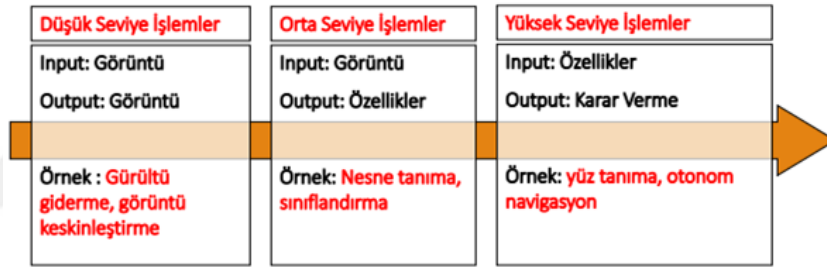 Düşük Seviye İşlemler
Input: Görüntü
Output: Görüntü
Örnek : Gürültü
giderme, görüntü
keskinleştirme
Orta Seviye İşlemler
Input: Görüntü
Output: Özellikler
Örnek: Nesne tanıma,
sınıflandırma
Yüksek Seviye İşlemler
Input: Özellikler
Output: Karar Verme
Örnek: yüz tanıma, otonom
navigasyon